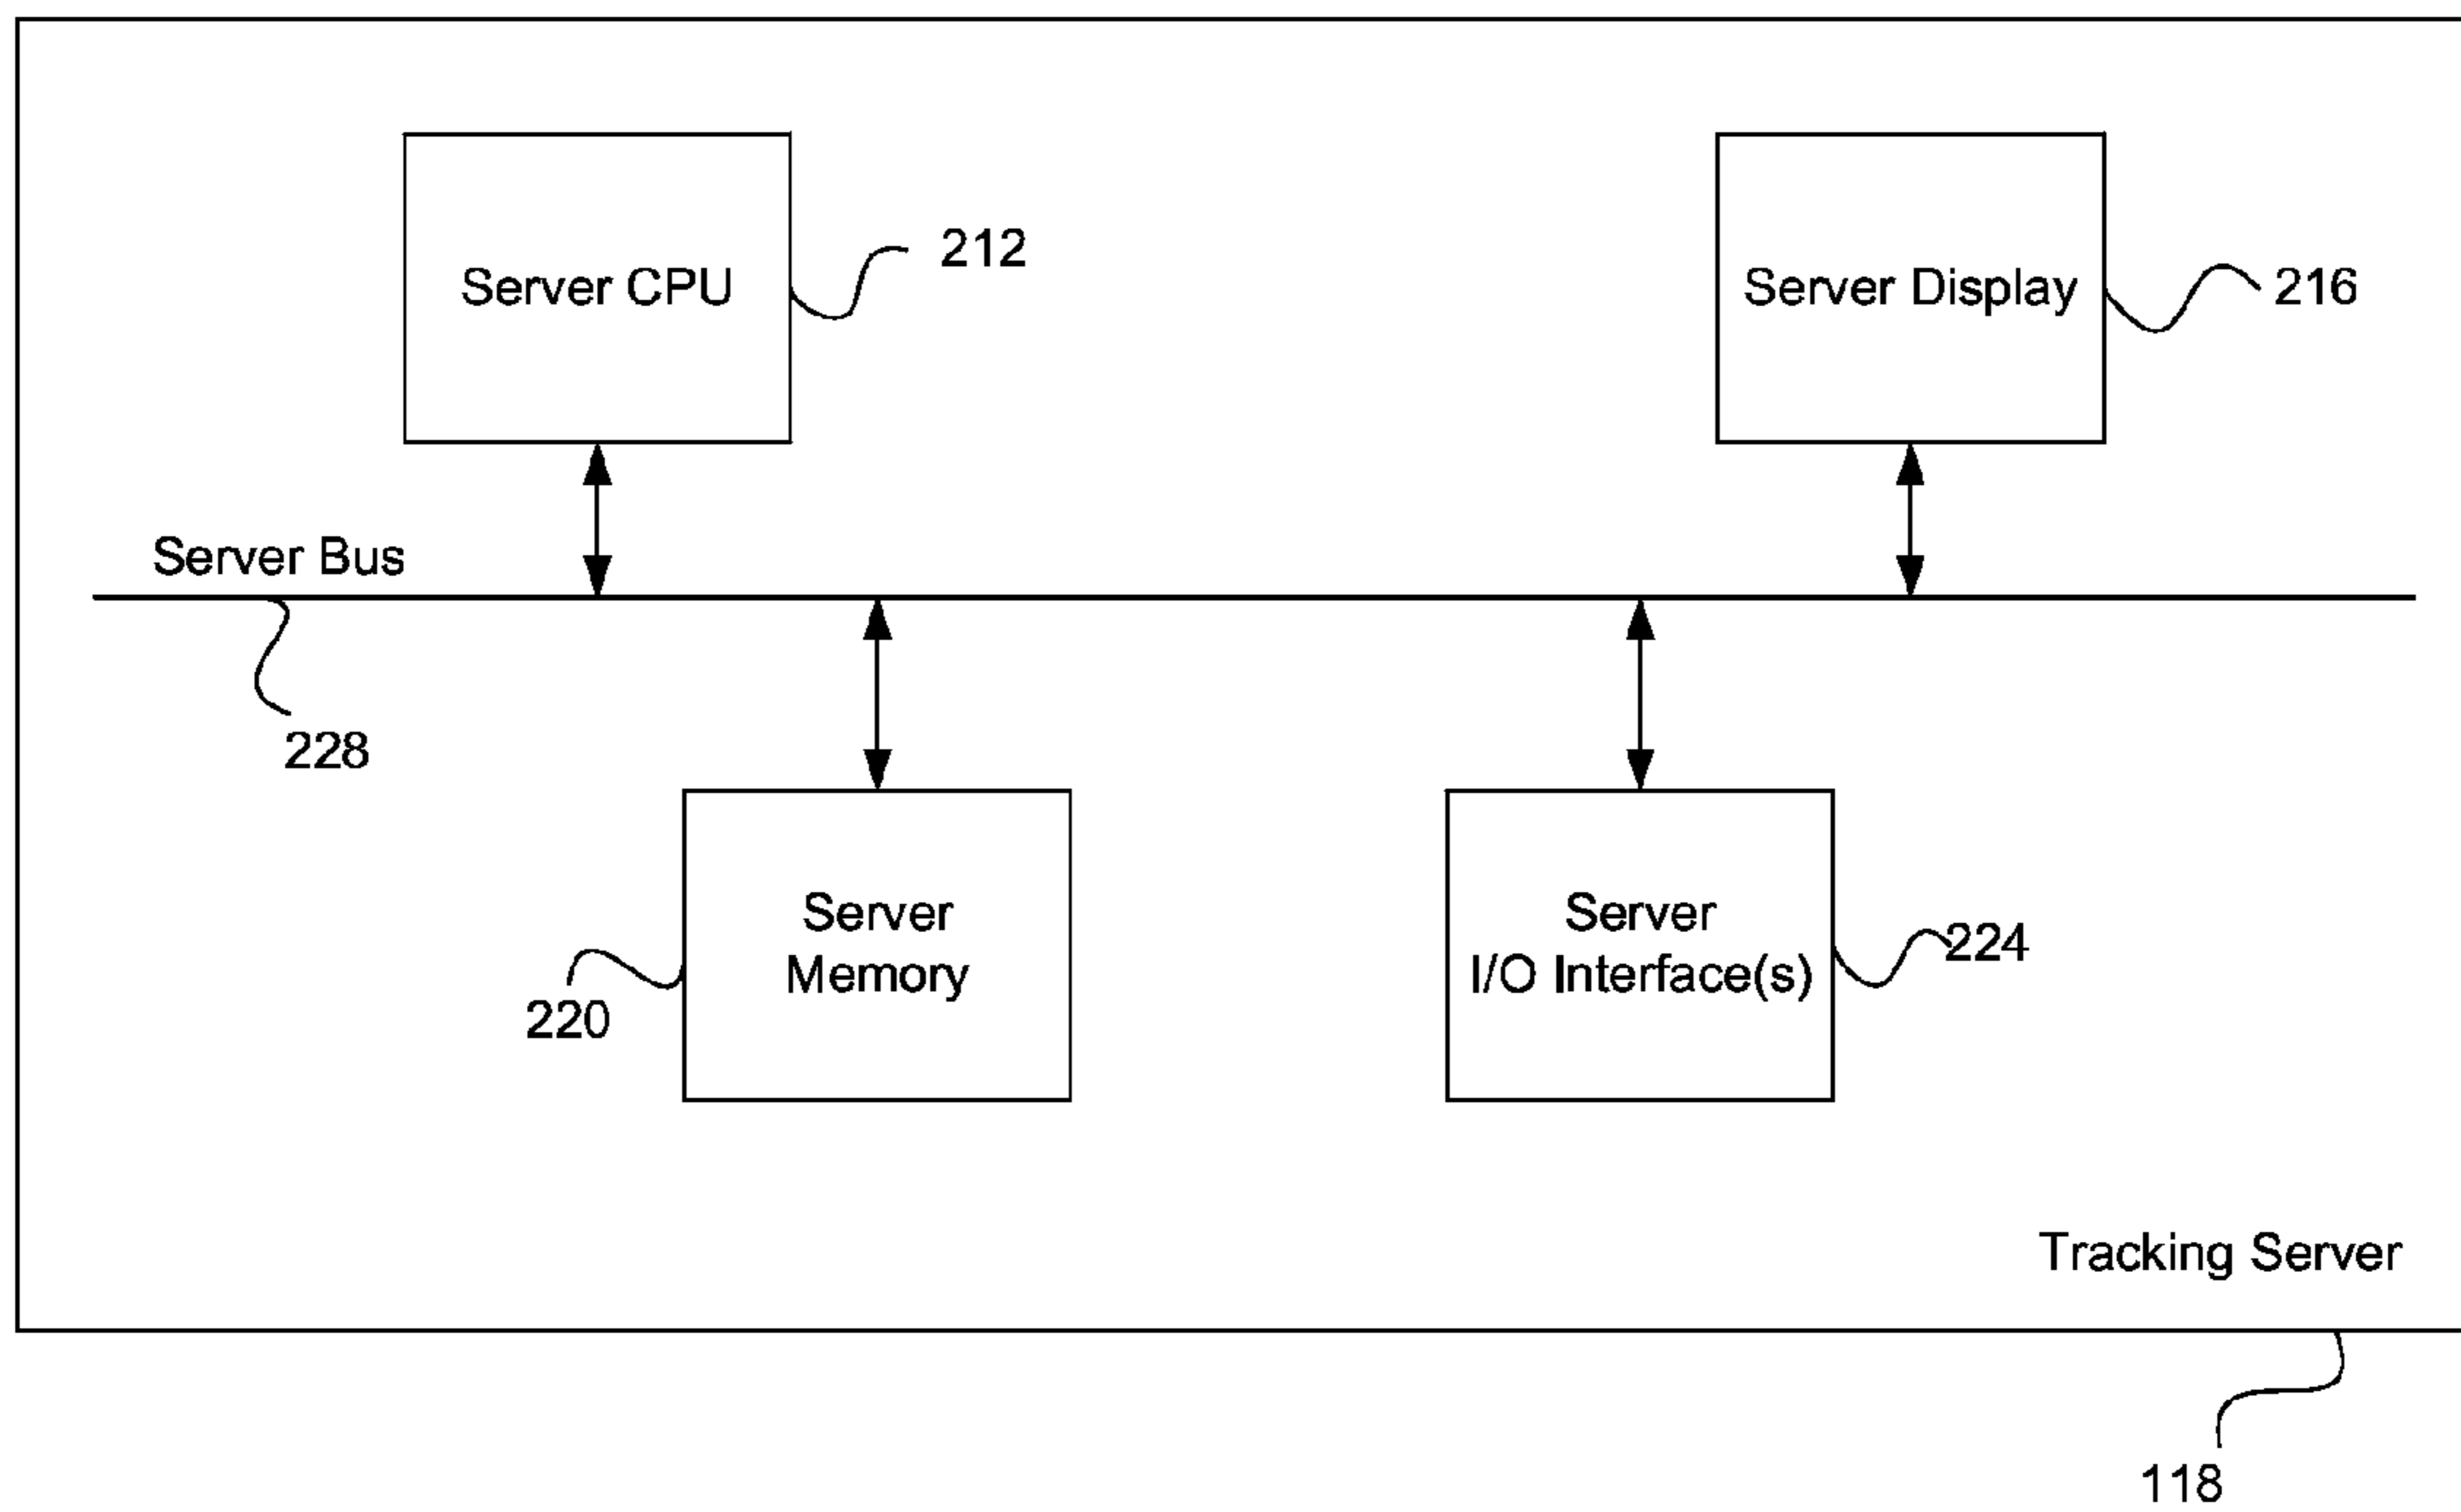 212
Server CPU
Server Display
216
Server Bus
228
Server
Memory
220
Server
I/O Interface(s)
224
Tracking Server
118